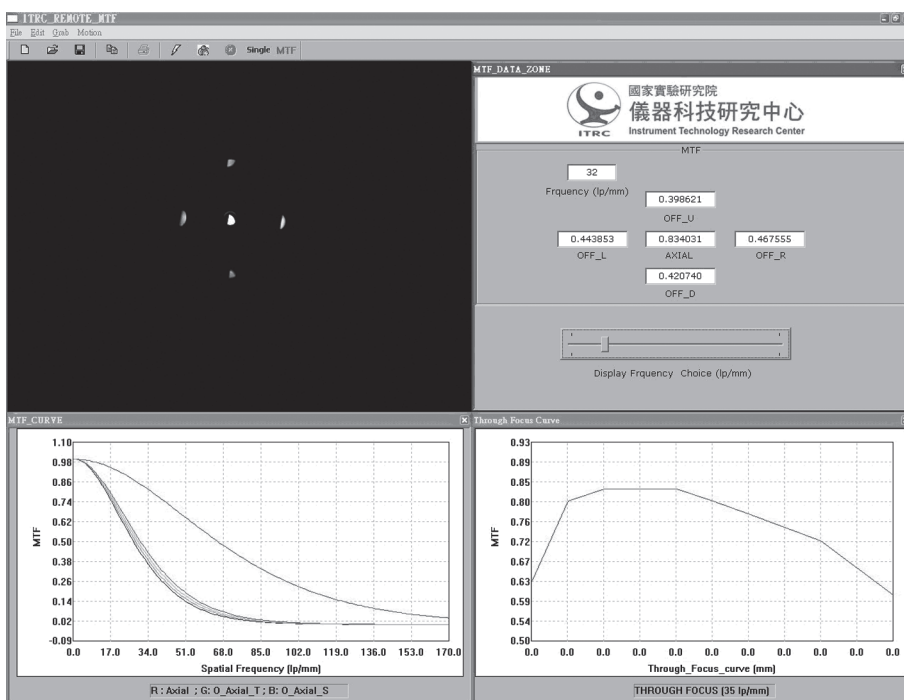 ITRC_REMOTE_MTF
File Edit Grab Motion
Single MTF
MTF_DATA_ZONE
國家實驗研究院
儀器科技研究中心
ITRC Instrument Technology Research Center
MTF
32
Frquency (lp/mm)
0.398621
OFF_U
0.443853 0.834031 0.467555
OFF_L AXIAL OFF_R
0.420740
OFF_D
Display Frquency Choice (lp/mm)
MTF_CURVE
1.10
0.98
0.86
0.74
0.62
0.50
0.38
0.26
0.14
0.02
-0.09
MTF
0.0 17.0 34.0 51.0 68.0 85.0 102.0 119.0 136.0 153.0 170.0
Spatial Frequency (lp/mm)
R : Axial ; G: O_Axial_T ; B: O_Axial_S
Through Focus Curve
0.93
0.89
0.85
0.80
0.76
0.72
0.67
0.63
0.59
0.54
0.50
MTF
0.0 0.0 0.0 0.0 0.0 0.0 0.0 0.0 0.0 0.0 0.0
Through_Focus_curve (mm)
THROUGH FOCUS (35 lp/mm)